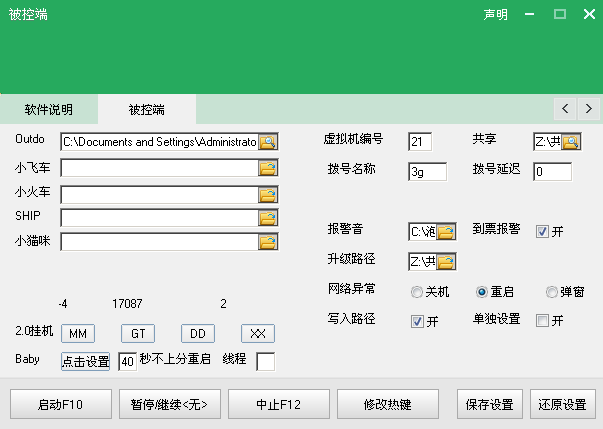 被控端
声明
软件说明 被控端
Outdo C:\Documents and Settings\Administrato 虚拟机编号 21 共享 Z:\共
小飞车 拨号名称 3g 拨号延迟 0
小火车
SHIP
小猫咪
报警音 C:\ 到票报警 开
升级路径 Z:\共
网络异常 关机 重启 弹窗
-4 17087 2
2.0挂机 MM GT DD XX 写入路径 开 单独设置 开
Baby 点击设置 40 秒不上分重启 线程
启动F10 暂停/继续<无> 中止F12 修改热键 保存设置 还原设置